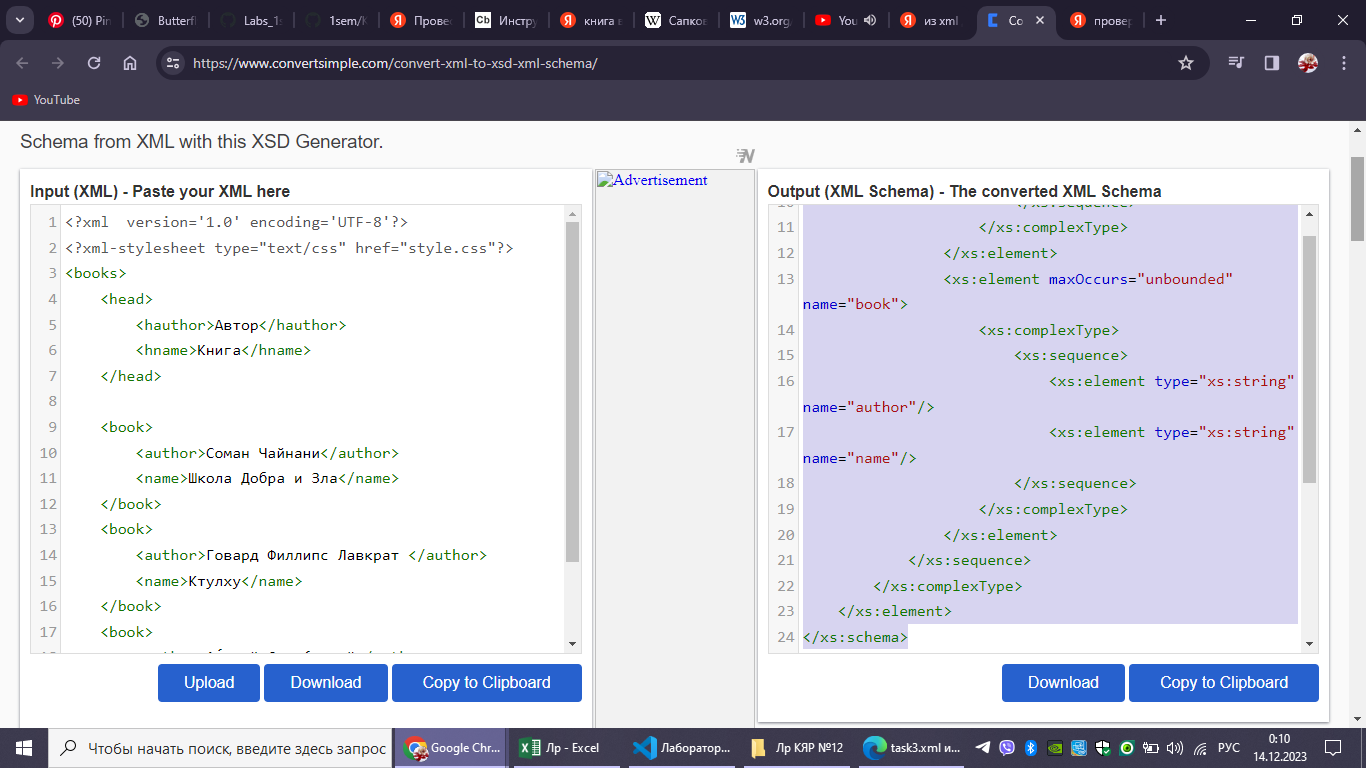 (50) Pin
Butterfl
Labs_1s
1sem/К
Провес
Cb Инстру
книга в
W Сапков
W3 w3.org
You
из xml
Co
провер
https://www.convertsimple.com/convert-xml-to-xsd-xml-schema/
YouTube
Schema from XML with this XSD Generator.
Input (XML) - Paste your XML here
1 <?xml  version='1.0' encoding='UTF-8'?>
2 <?xml-stylesheet type="text/css" href="style.css"?>
3 <books>
4 <head>
5 <hauthor>Автор</hauthor>
6 <hname>Книга</hname>
7 </head>
8
9 <book>
10 <author>Соман Чайнани</author>
11 <name>Школа Добра и Зла</name>
12 </book>
13 <book>
14 <author>Говард Филлипс Лавкрат </author>
15 <name>Ктулху</name>
16 </book>
17 <book>
Upload
Download
Copy to Clipboard
Advertisement
Output (XML Schema) - The converted XML Schema
10 </xs:sequence>
11 </xs:complexType>
12 </xs:element>
13 <xs:element maxOccurs="unbounded"
name="book">
14 <xs:complexType>
15 <xs:sequence>
16 <xs:element type="xs:string"
name="author"/>
17 <xs:element type="xs:string"
name="name"/>
18 </xs:sequence>
19 </xs:complexType>
20 </xs:element>
21 </xs:sequence>
22 </xs:complexType>
23 </xs:element>
24 </xs:schema>
Download
Copy to Clipboard
Чтобы начать поиск, введите здесь запрос
Google Chr...
Лр - Excel
Лаборатор...
Лр КЯР №12
task3.xml и...
РУС
0:10
14.12.2023